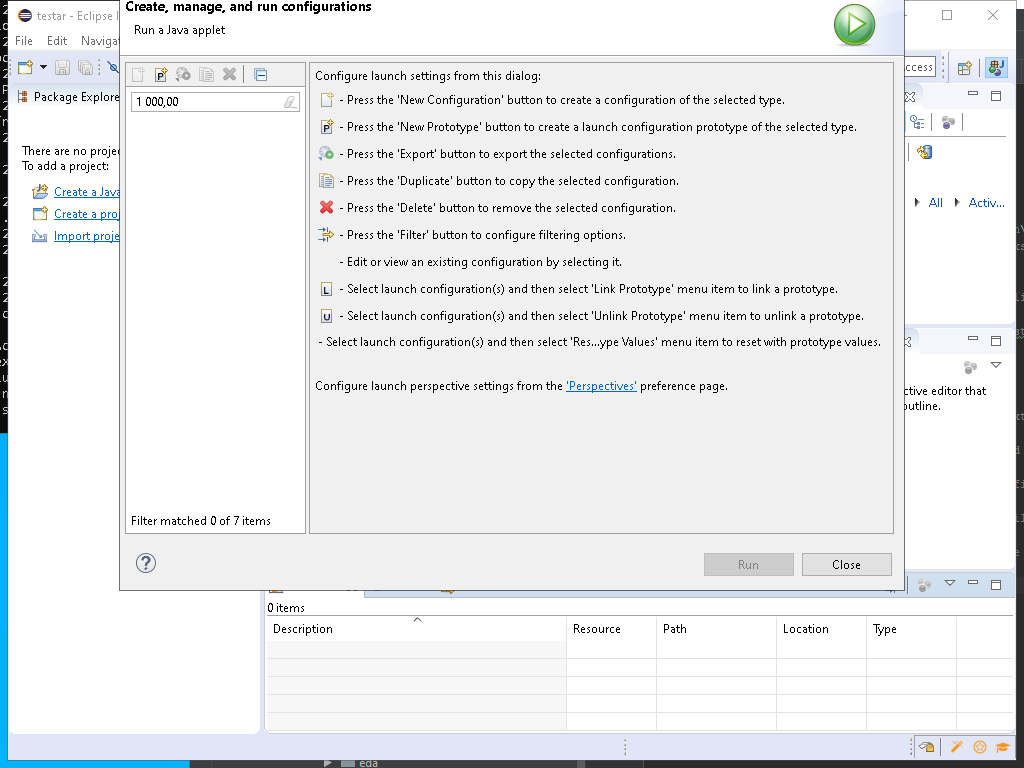 Create, manage, and run configurations
testar - Eclipse
Run a Java applet
File Edit
Configure launch settings from this dialog:
Package Explore
1 000,00
- Press the 'New Configuration' button to create a configuration of the selected type.
- Press the 'New Prototype' button to create a launch configuration prototype of the selected type.
There are no
To add a project:
- Press the 'Export' button to export the selected configurations.
- Press the 'Duplicate' button to copy the selected configuration.
Create a Java
All Activ...
- Press the 'Delete' button to remove the selected configuration.
Create a
Import
- Press the 'Filter' button to configure filtering options.
- Edit or view an existing configuration by selecting it.
L - Select launch configuration(s) and then select 'Link Prototype' menu item to link a prototype.
U - Select launch configuration(s) and then select 'Unlink Prototype' menu item to unlink a prototype.
- Select launch configuration(s) and then select 'Res...ype Values' menu item to reset with prototype values.
Configure launch perspective settings from the 'Perspectives' preference page.
ctive editor that
outline.
Filter matched 0 of 7 items
Run Close
0 items
Description Resource Path Location Type
eda